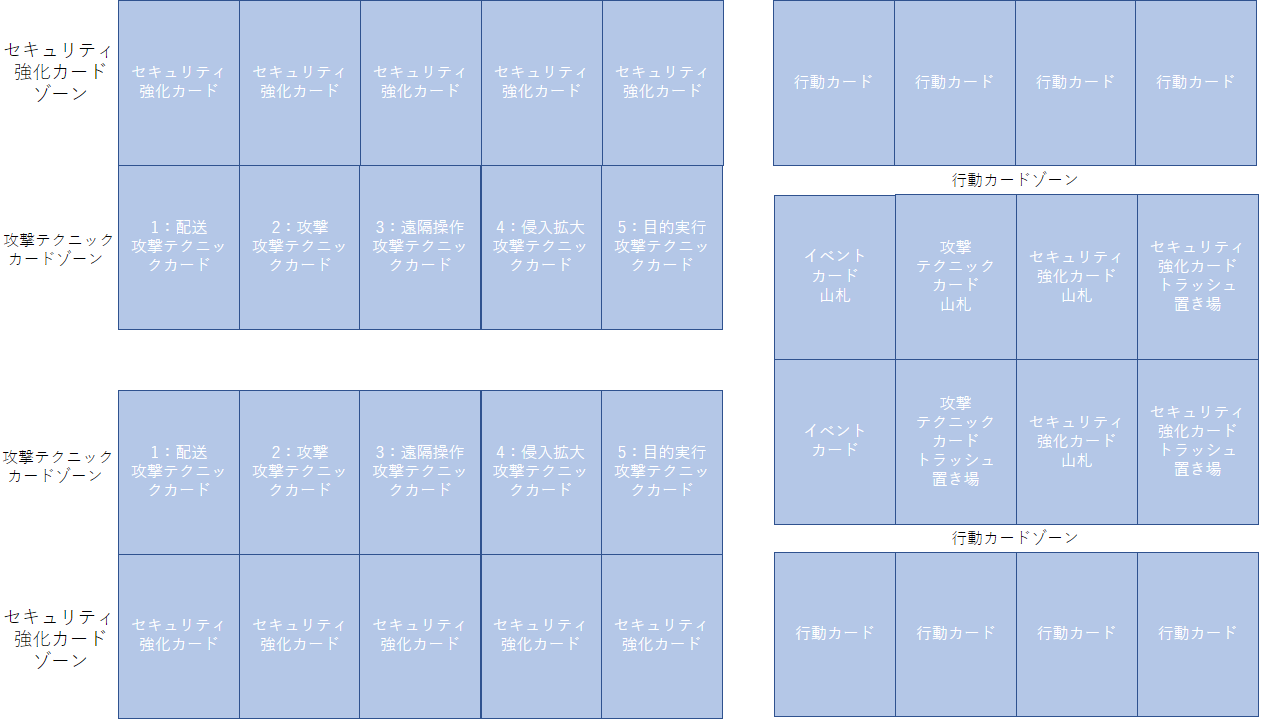 セキュリティ
強化カード
ゾーン
セキュリティ
強化カード
セキュリティ
強化カード
セキュリティ
強化カード
セキュリティ
強化カード
セキュリティ
強化カード
攻撃テクニック
カードゾーン
1：配送
攻撃テクニッ
クカード
2：攻撃
攻撃テクニッ
クカード
3：遠隔操作
攻撃テクニッ
クカード
4：侵入拡大
攻撃テクニッ
クカード
5：目的実行
攻撃テクニッ
クカード
攻撃テクニック
カードゾーン
1：配送
攻撃テクニッ
クカード
2：攻撃
攻撃テクニッ
クカード
3：遠隔操作
攻撃テクニッ
クカード
4：侵入拡大
攻撃テクニッ
クカード
5：目的実行
攻撃テクニッ
クカード
セキュリティ
強化カード
ゾーン
セキュリティ
強化カード
セキュリティ
強化カード
セキュリティ
強化カード
セキュリティ
強化カード
セキュリティ
強化カード
行動カード
行動カード
行動カード
行動カード
行動カードゾーン
イベント
カード
山札
攻撃
テクニック
カード
山札
セキュリティ
強化カード
山札
セキュリティ
強化カード
トラッシュ
置き場
イベント
カード
攻撃
テクニック
カード
トラッシュ
置き場
セキュリティ
強化カード
山札
セキュリティ
強化カード
トラッシュ
置き場
行動カードゾーン
行動カード
行動カード
行動カード
行動カード